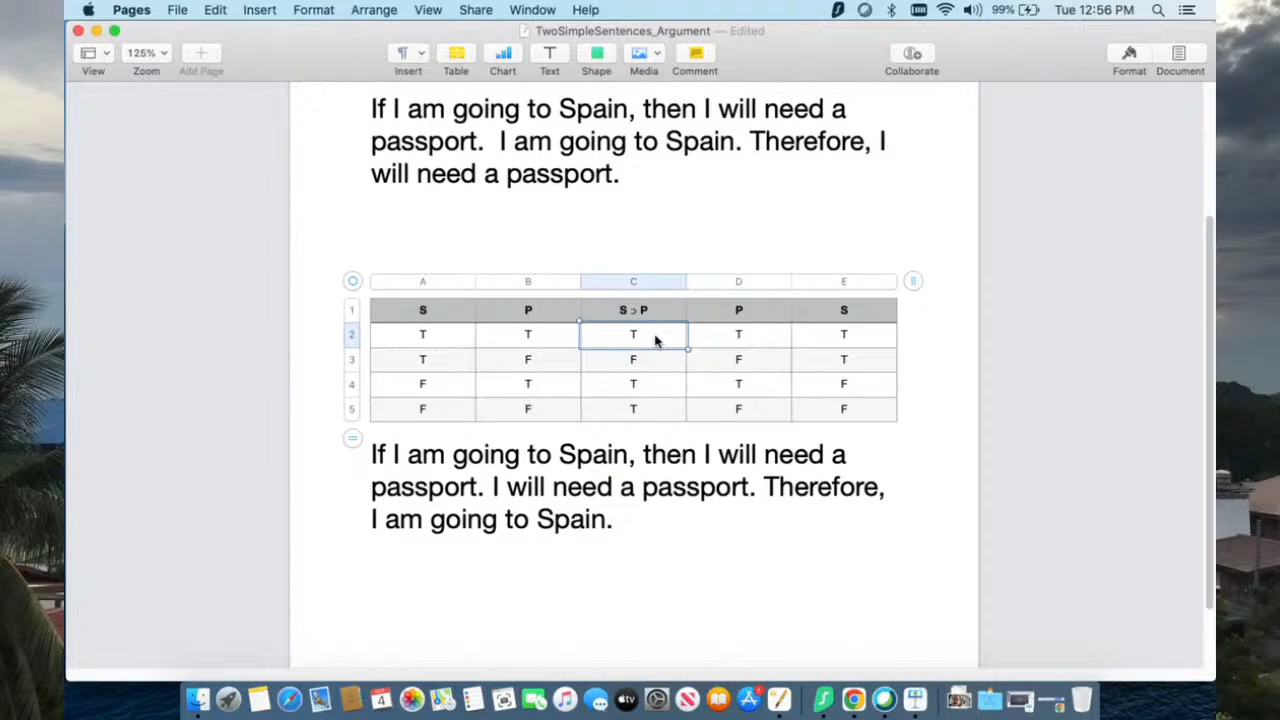 Pages File Edit Insert Format Arrange View Share Window Help 99% Tue 12:56 PM
TwoSimpleSentences_Argument — Edited
125%
View Zoom Add Page Insert Table Chart Text Shape Media Comment Collaborate Format Document
If I am going to Spain, then I will need a
passport. I am going to Spain. Therefore, I
will need a passport.
A B C D E
1 S P S ⊃ P P S
2 T T T T T
3 T F F F T
4 F T T T F
5 F F T F F
If I am going to Spain, then I will need a
passport. I will need a passport. Therefore,
I am going to Spain.